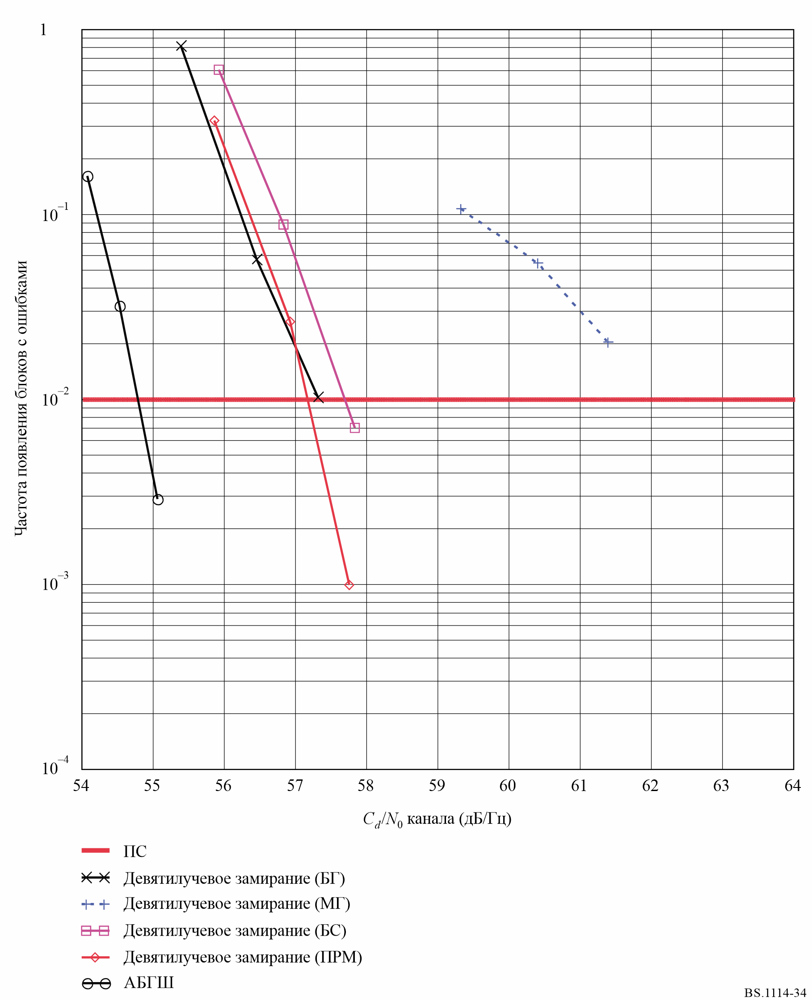 1
10⁻¹
10⁻²
10⁻³
10⁻⁴
Частота появления блоков с ошибками
54 55 56 57 58 59 60 61 62 63 64
C_d/N₀ канала (дБ/Гц)
ПС
Девятилучевое замирание (БГ)
Девятилучевое замирание (МГ)
Девятилучевое замирание (БС)
Девятилучевое замирание (ПРМ)
АБГШ
BS.1114-34